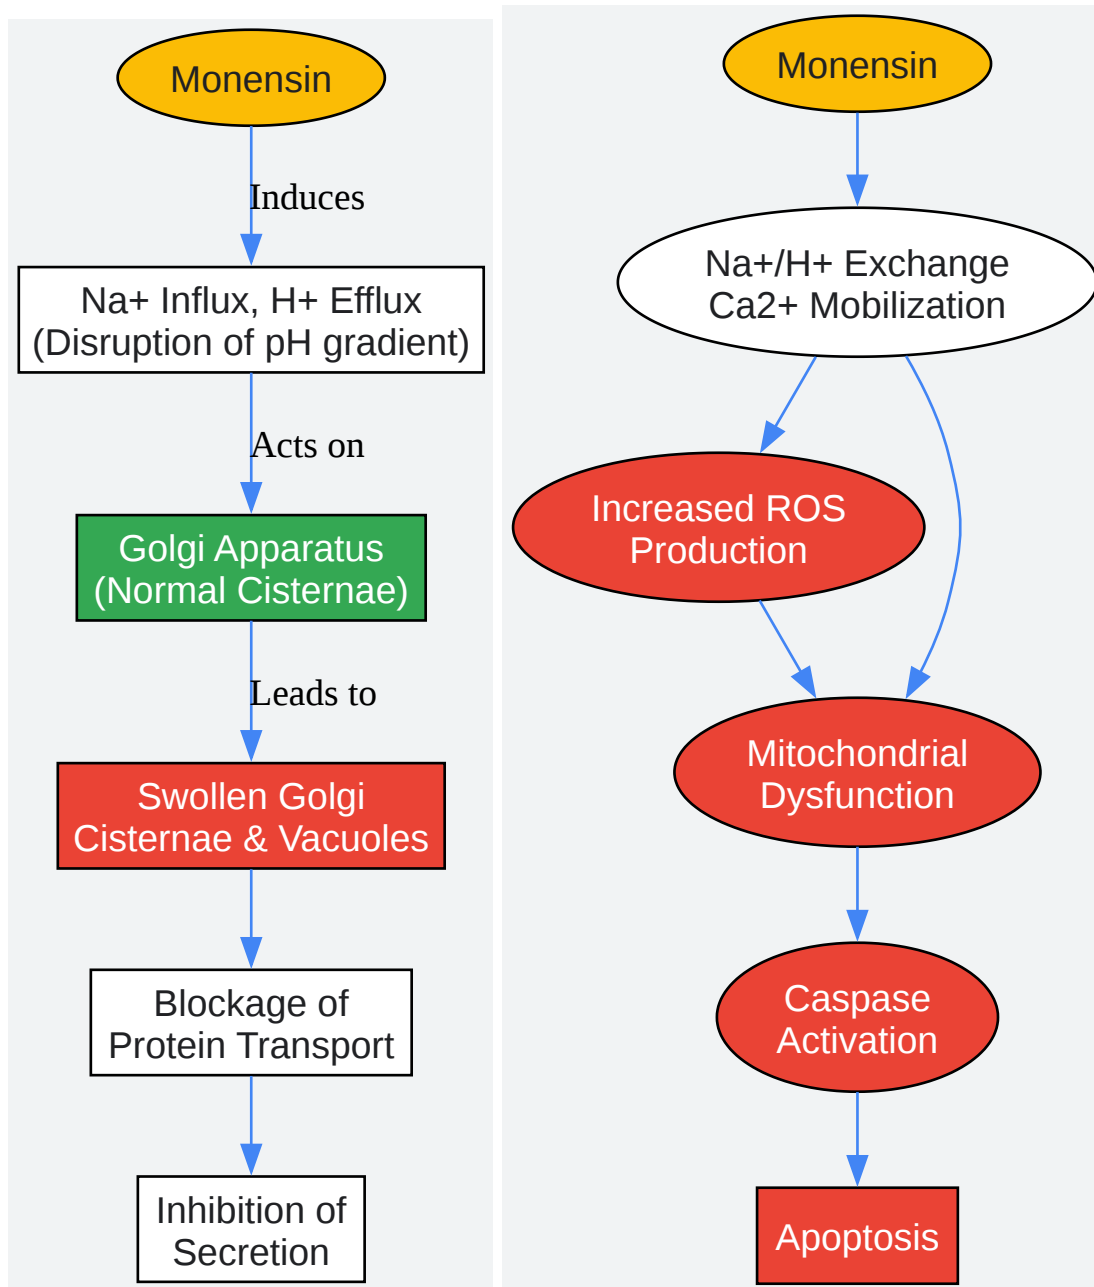 Monensin
Induces
Na+ Influx, H+ Efflux
(Disruption of pH gradient)
Acts on
Golgi Apparatus
(Normal Cisternae)
Leads to
Swollen Golgi
Cisternae & Vacuoles
Blockage of
Protein Transport
Inhibition of
Secretion
Monensin
Na+/H+ Exchange
Ca2+ Mobilization
Increased ROS
Production
Mitochondrial
Dysfunction
Caspase
Activation
Apoptosis